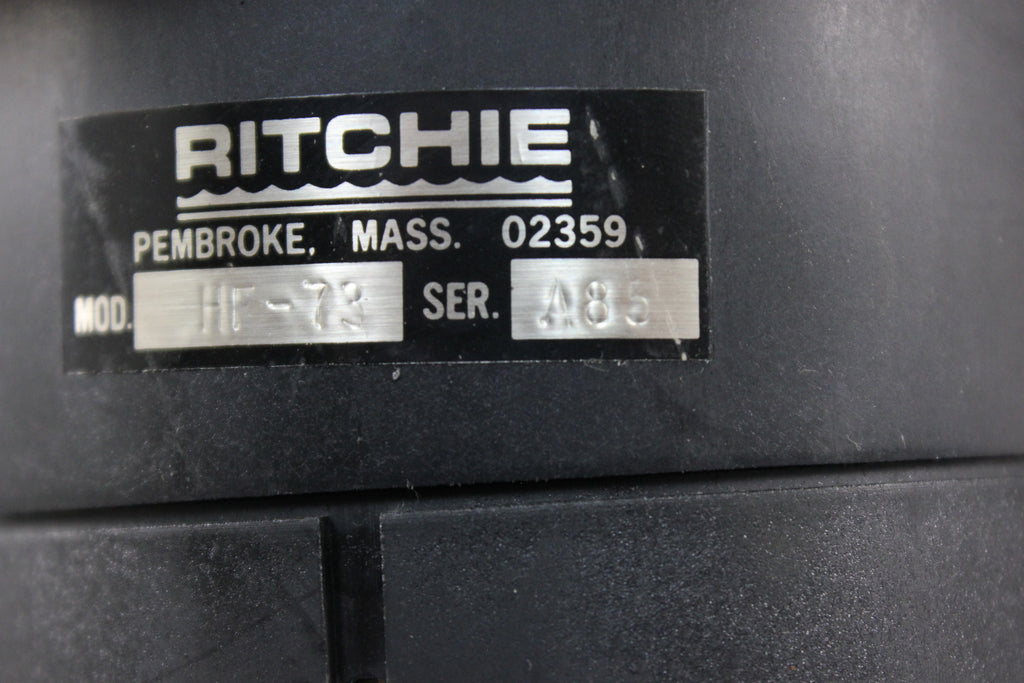 RITCHIE
PEMBROKE, MASS. 02359
MOD. HF-73 SER. A85